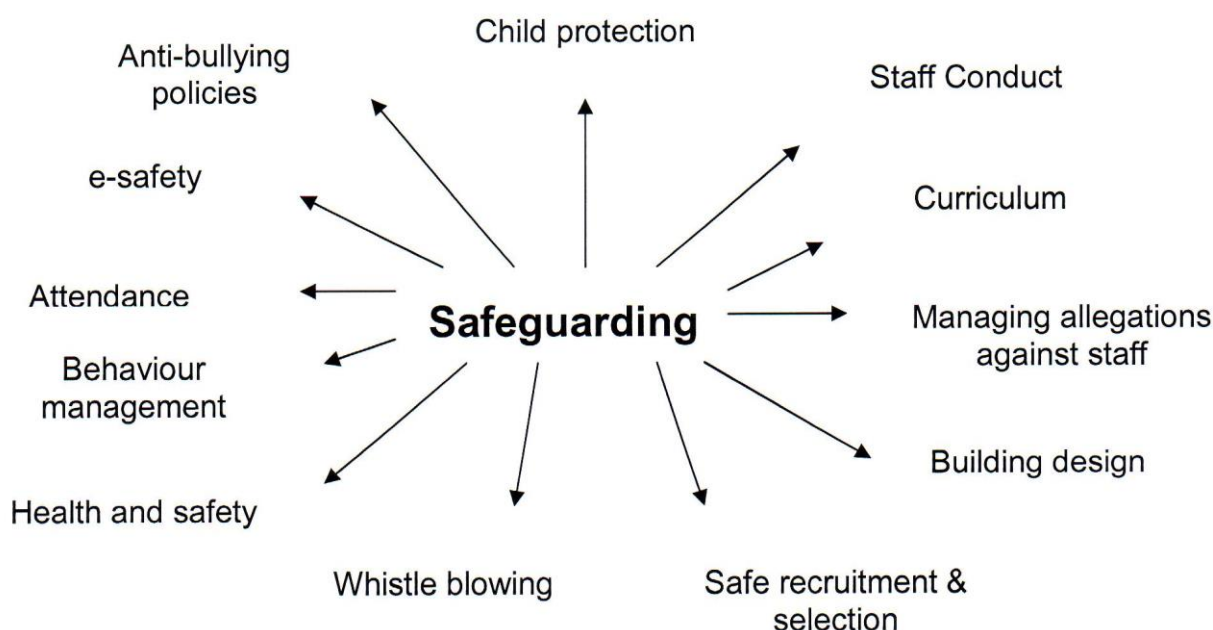 Child protection
Anti-bullying
policies
Staff Conduct
e-safety
Curriculum
Attendance
Safeguarding
Managing allegations
against staff
Behaviour
management
Building design
Health and safety
Whistle blowing
Safe recruitment &
selection